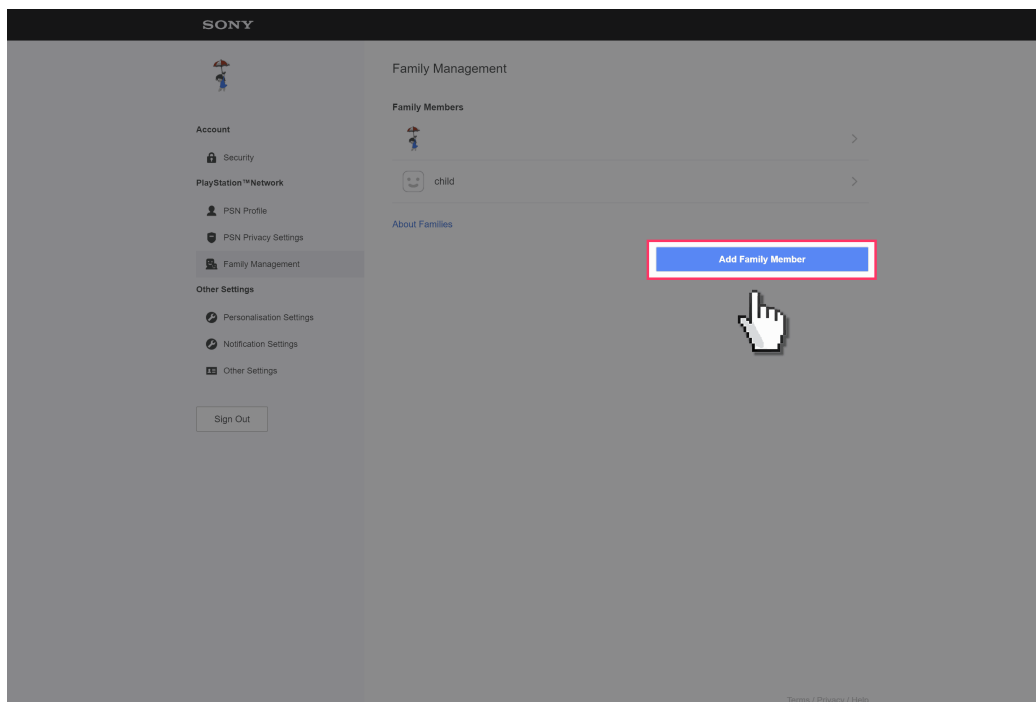 SONY
Account
Security
PlayStation™Network
PSN Profile
PSN Privacy Settings
Family Management
Other Settings
Personalisation Settings
Notification Settings
Other Settings
Sign Out
Family Management
Family Members
child
About Families
Add Family Member
Terms / Privacy / Help